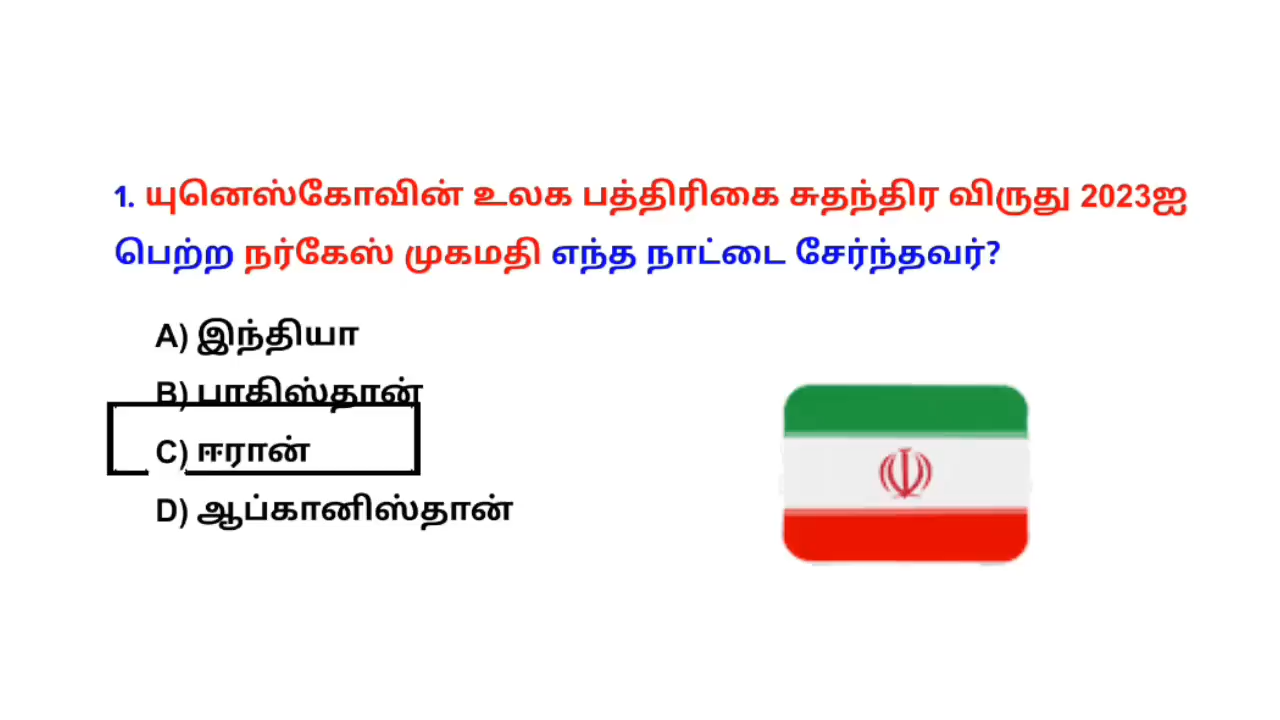 1. யுனெஸ்கோவின் உலக பத்திரிகை சுதந்திர விருது 2023ஐ
பெற்ற நர்கேஸ் முகமதி எந்த நாட்டை சேர்ந்தவர்?
A) இந்தியா
B) பாகிஸ்தான்
C) ஈரான்
D) ஆப்கானிஸ்தான்